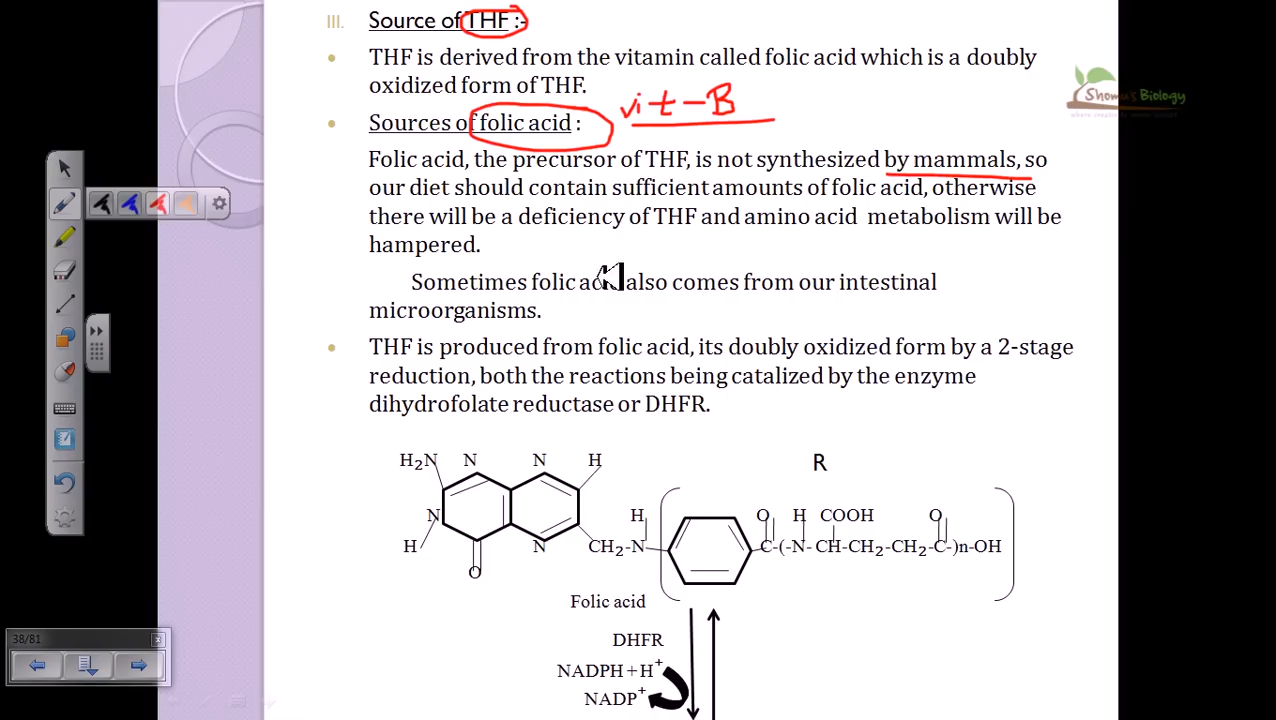 III. Source of THF :-
• THF is derived from the vitamin called folic acid which is a doubly
oxidized form of THF.
vit-B
• Sources of folic acid :
Folic acid, the precursor of THF, is not synthesized by mammals, so
our diet should contain sufficient amounts of folic acid, otherwise
there will be a deficiency of THF and amino acid metabolism will be
hampered.
Sometimes folic acid also comes from our intestinal
microorganisms.
• THF is produced from folic acid, its doubly oxidized form by a 2-stage
reduction, both the reactions being catalized by the enzyme
dihydrofolate reductase or DHFR.
H₂N N N H R
N H O H COOH O
H N CH₂-N C-(-N- CH-CH₂-CH₂-C-)n-OH
O
Folic acid
DHFR
NADPH + H⁺
NADP⁺
Shomu's Biology
38/81